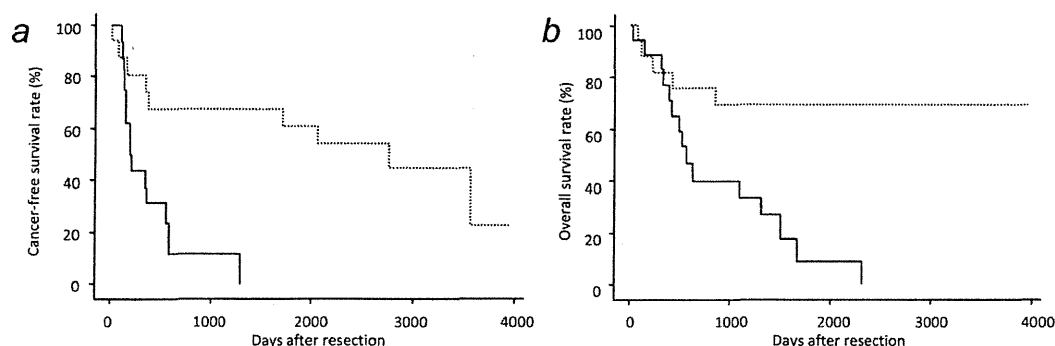 a
Cancer-free survival rate (%)
100
80
60
40
20
0
0 1000 2000 3000 4000
Days after resection
b
Overall survival rate (%)
100
80
60
40
20
0
0 1000 2000 3000 4000
Days after resection